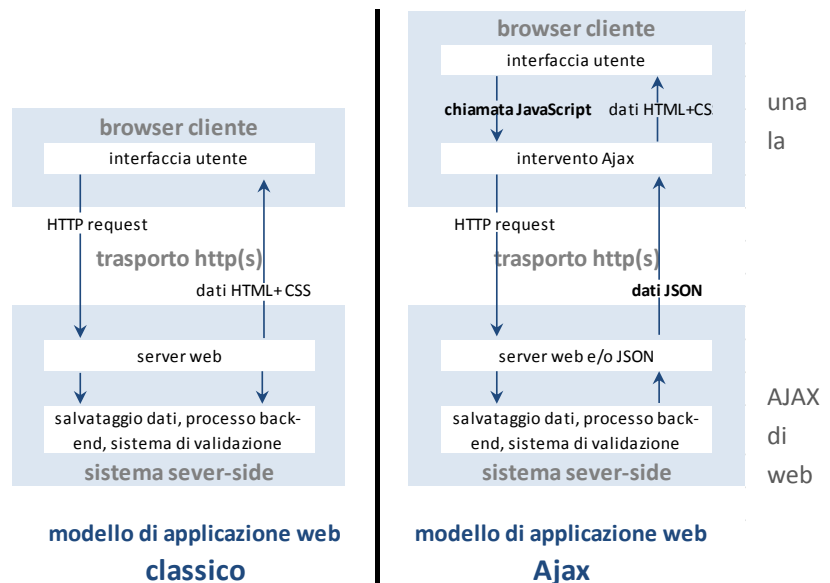 browser cliente
interfaccia utente
HTTP request
trasporto http(s)
dati HTML+ CSS
server web
salvataggio dati, processo back-
end, sistema di validazione
sistema sever-side
modello di applicazione web
classico
browser cliente
interfaccia utente
chiamata JavaScript
dati HTML+CS
intervento Ajax
HTTP request
trasporto http(s)
dati JSON
server web e/o JSON
salvataggio dati, processo back-
end, sistema di validazione
sistema sever-side
modello di applicazione web
Ajax
una
la
AJAX
di
web